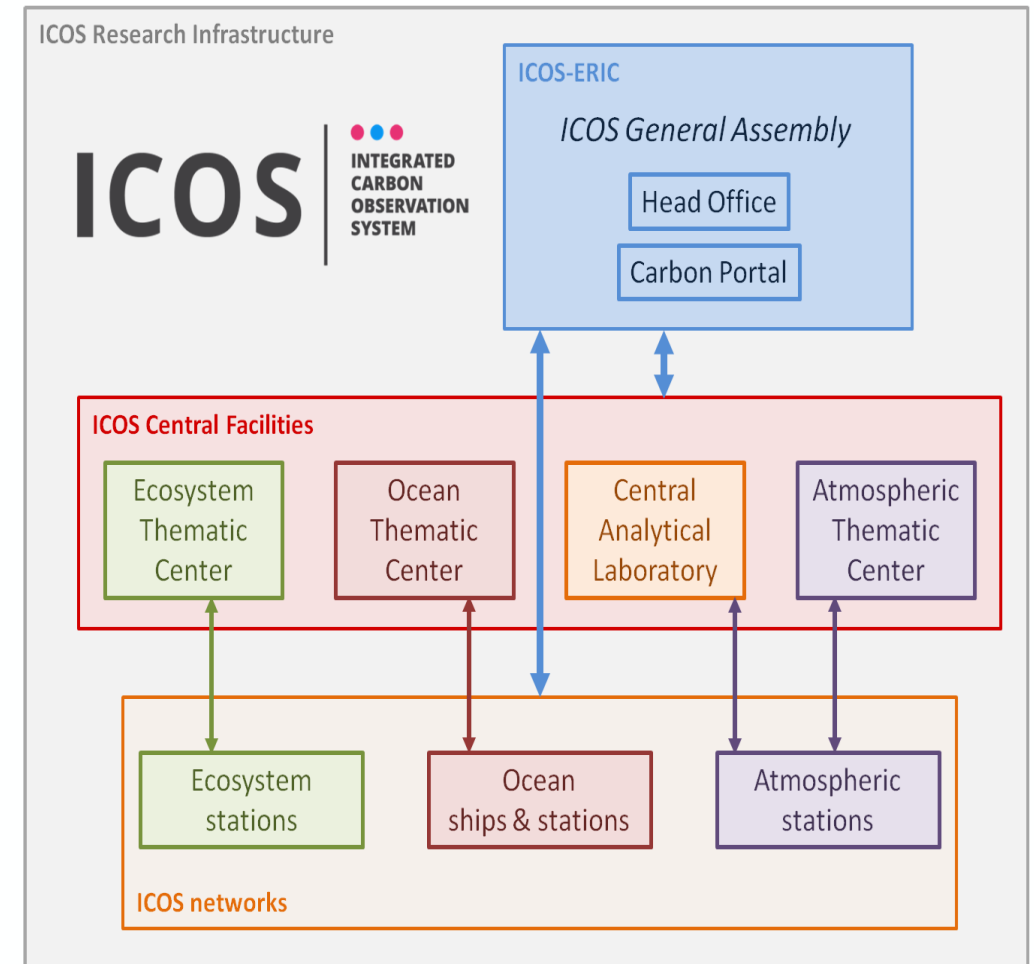 ICOS Research Infrastructure
ICOS
INTEGRATED
CARBON
OBSERVATION
SYSTEM
ICOS-ERIC
ICOS General Assembly
Head Office
Carbon Portal
ICOS Central Facilities
Ecosystem
Thematic
Center
Ocean
Thematic
Center
Central
Analytical
Laboratory
Atmospheric
Thematic
Center
Ecosystem
stations
Ocean
ships & stations
Atmospheric
stations
ICOS networks